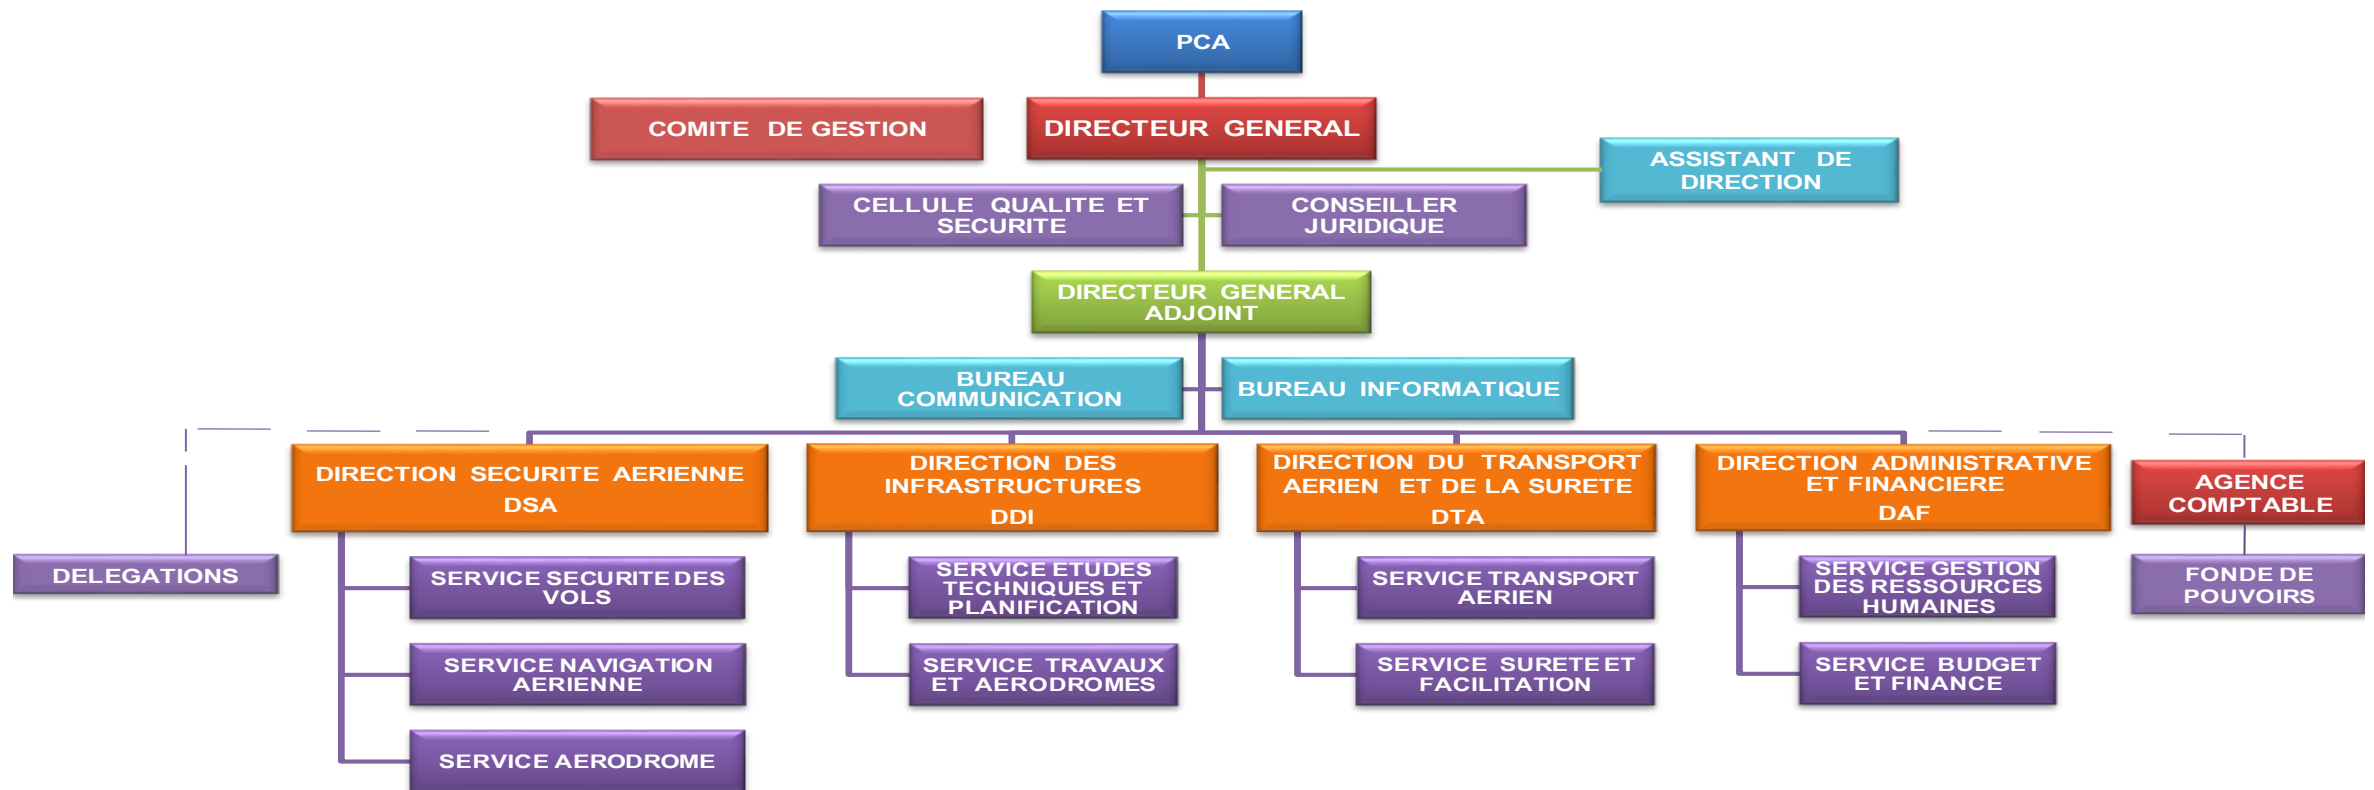 PCA
COMITE DE GESTION
DIRECTEUR GENERAL
ASSISTANT DE
DIRECTION
CELLULE QUALITE ET
SECURITE
CONSEILLER
JURIDIQUE
DIRECTEUR GENERAL
ADJOINT
BUREAU
COMMUNICATION
BUREAU INFORMATIQUE
DIRECTION SECURITE AERIENNE
DSA
DIRECTION DES
INFRASTRUCTURES
DDI
DIRECTION DU TRANSPORT
AERIEN ET DE LA SURETE
DTA
DIRECTION ADMINISTRATIVE
ET FINANCIERE
DAF
AGENCE
COMPTABLE
DELEGATIONS
SERVICE SECURITE DES
VOLS
SERVICE NAVIGATION
AERIENNE
SERVICE AERODROME
SERVICE ETUDES
TECHNIQUES ET
PLANIFICATION
SERVICE TRAVAUX
ET AERODROMES
SERVICE TRANSPORT
AERIEN
SERVICE SURETE ET
FACILITATION
SERVICE GESTION
DES RESSOURCES
HUMAINES
SERVICE BUDGET
ET FINANCE
FONDE DE
POUVOIRS